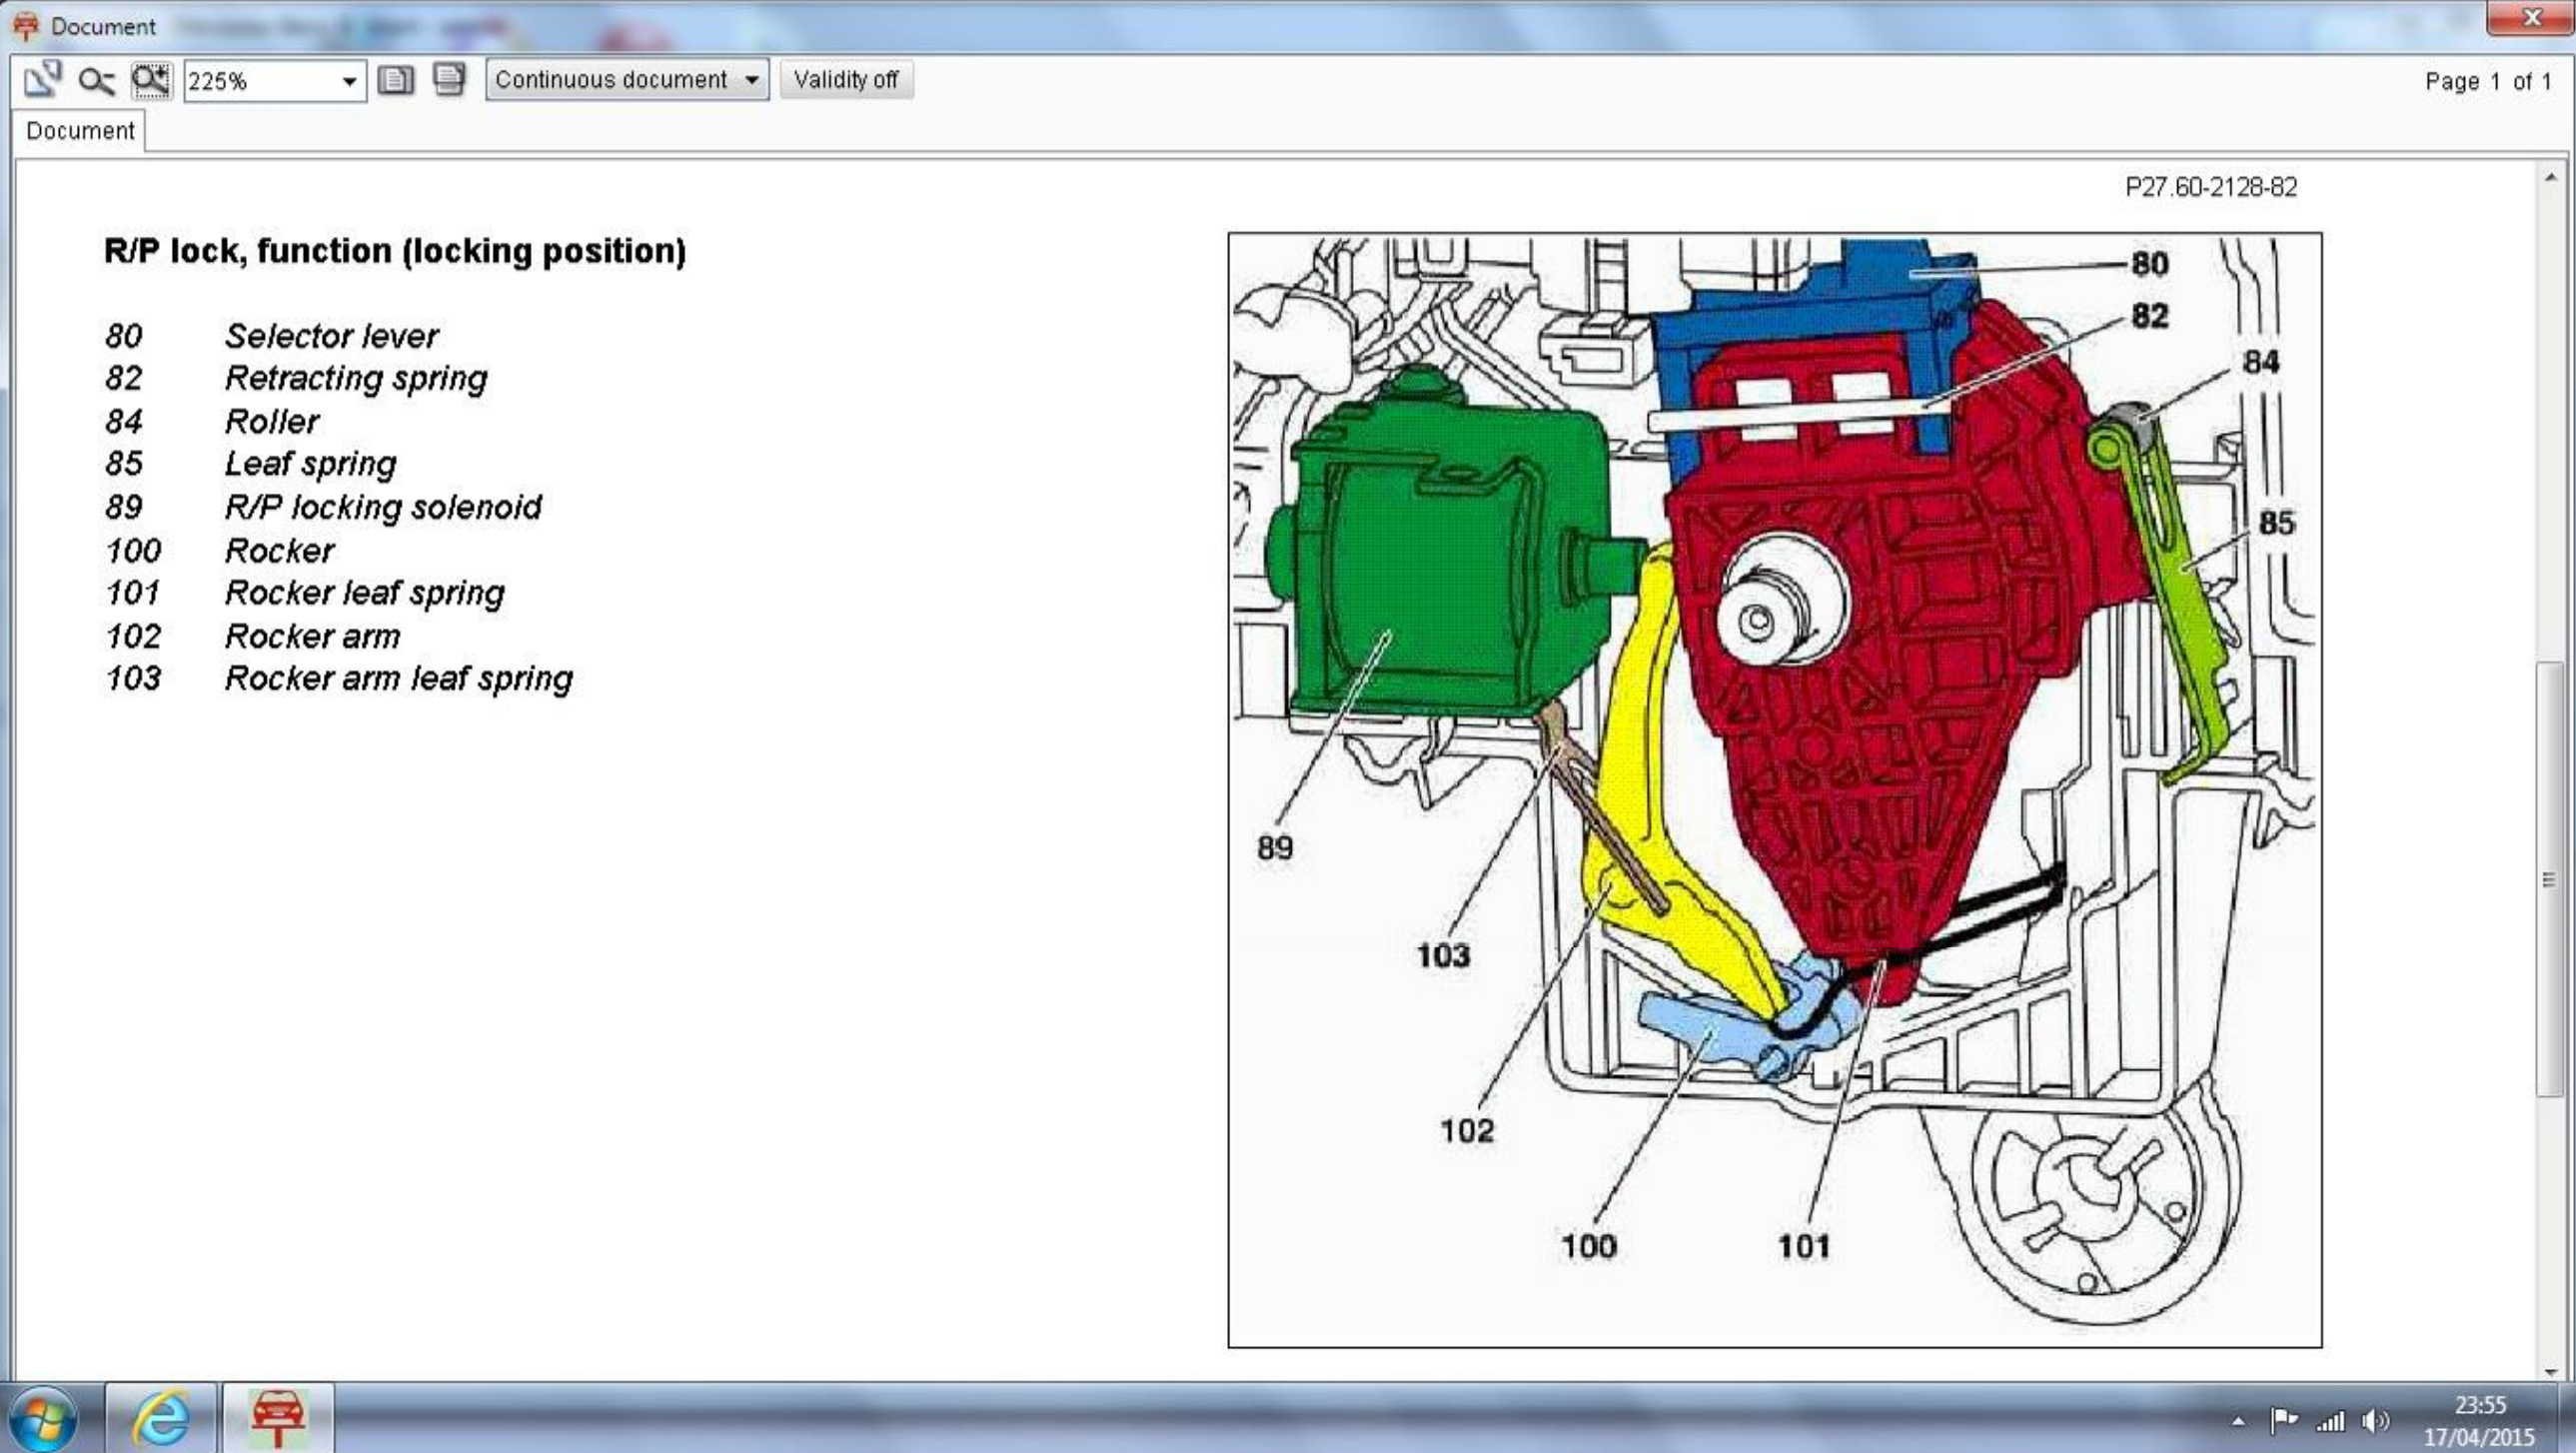 Document
225%
Continuous document
Validity off
Page 1 of 1
Document
P27.60-2128-82
R/P lock, function (locking position)
80 Selector lever
82 Retracting spring
84 Roller
85 Leaf spring
89 R/P locking solenoid
100 Rocker
101 Rocker leaf spring
102 Rocker arm
103 Rocker arm leaf spring
80
82
84
85
89
103
102
100
101
23:55
17/04/2015